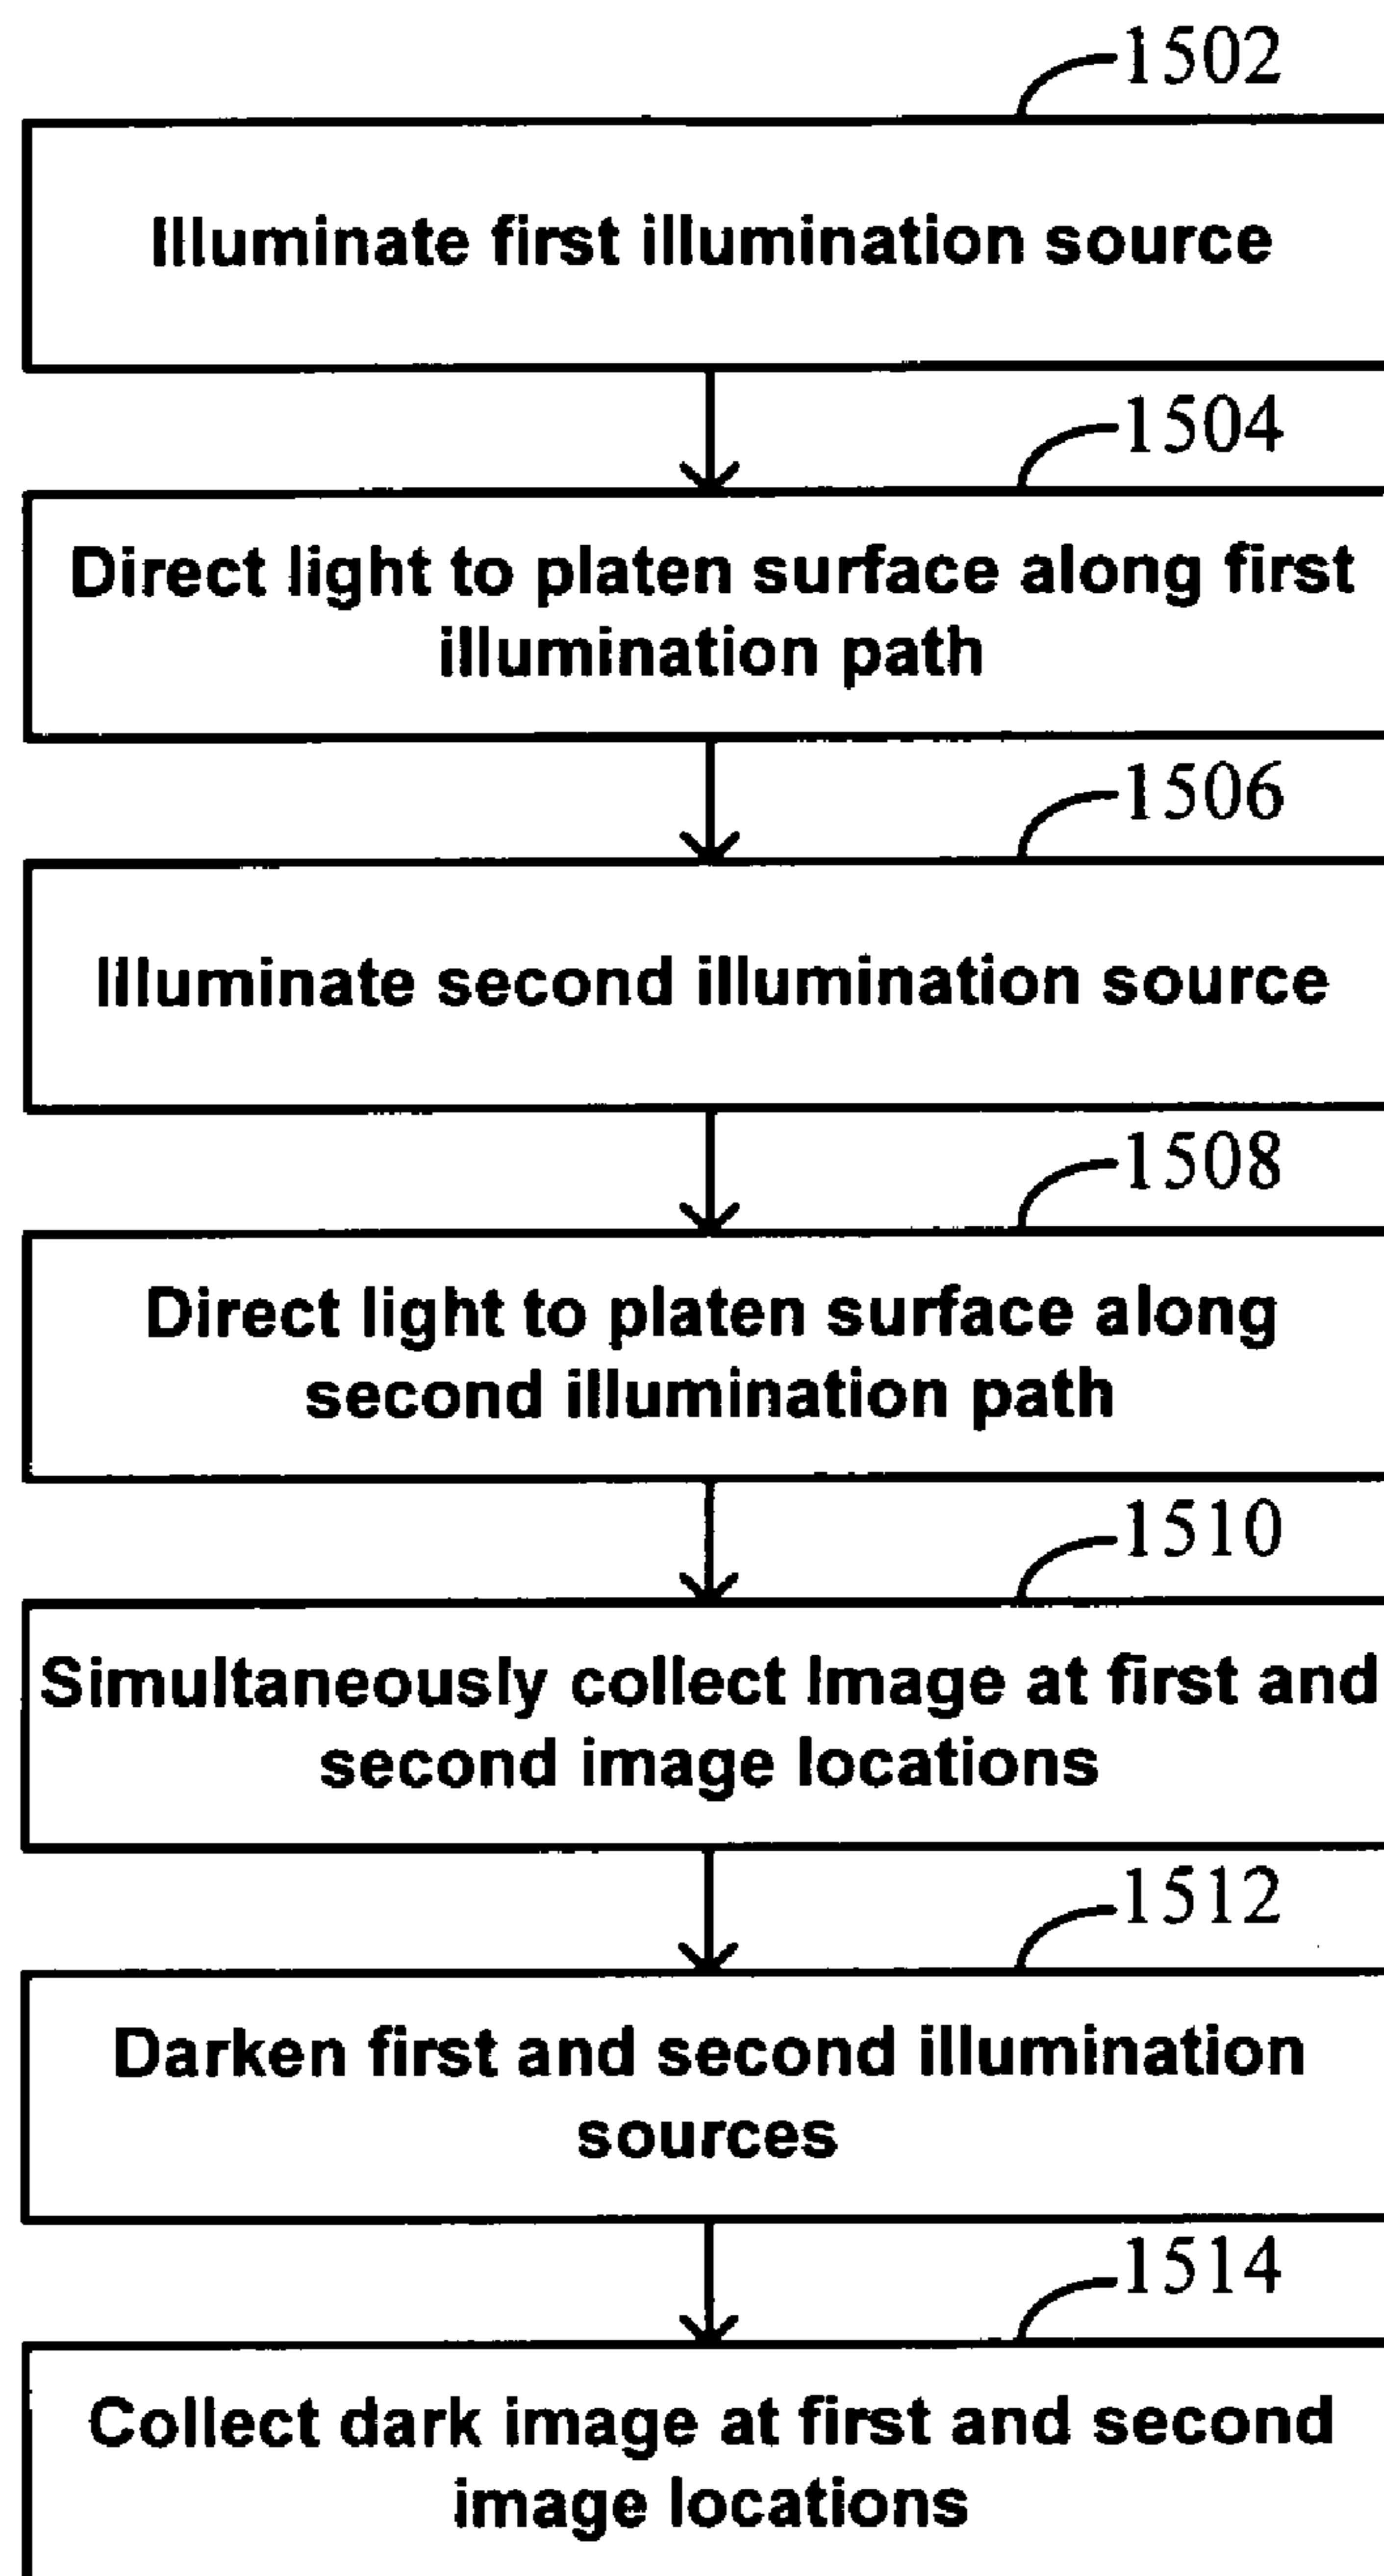 1502
Illuminate first illumination source
1504
Direct light to platen surface along first
illumination path
1506
Illuminate second illumination source
1508
Direct light to platen surface along
second illumination path
1510
Simultaneously collect Image at first and
second image locations
1512
Darken first and second illumination
sources
1514
Collect dark image at first and second
image locations